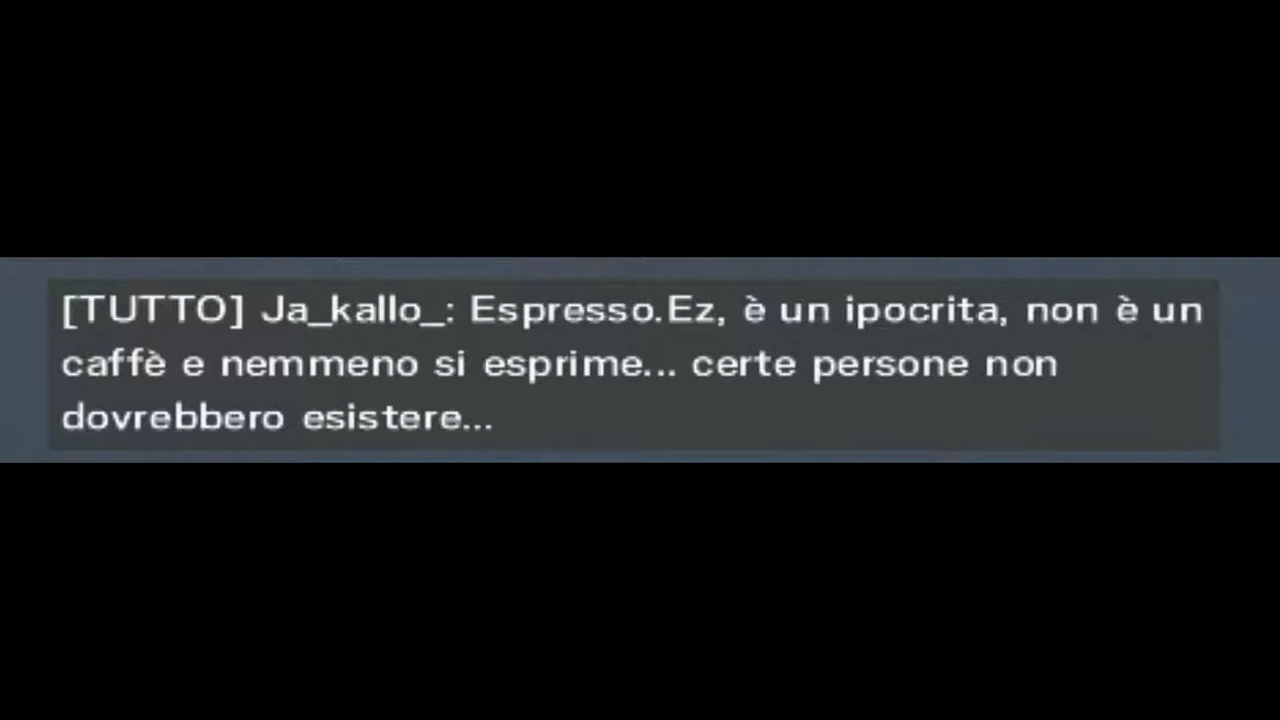 [TUTTO] Ja_kallo_: Espresso.Ez, è un ipocrita, non è un
caffè e nemmeno si esprime... certe persone non
dovrebbero esistere...